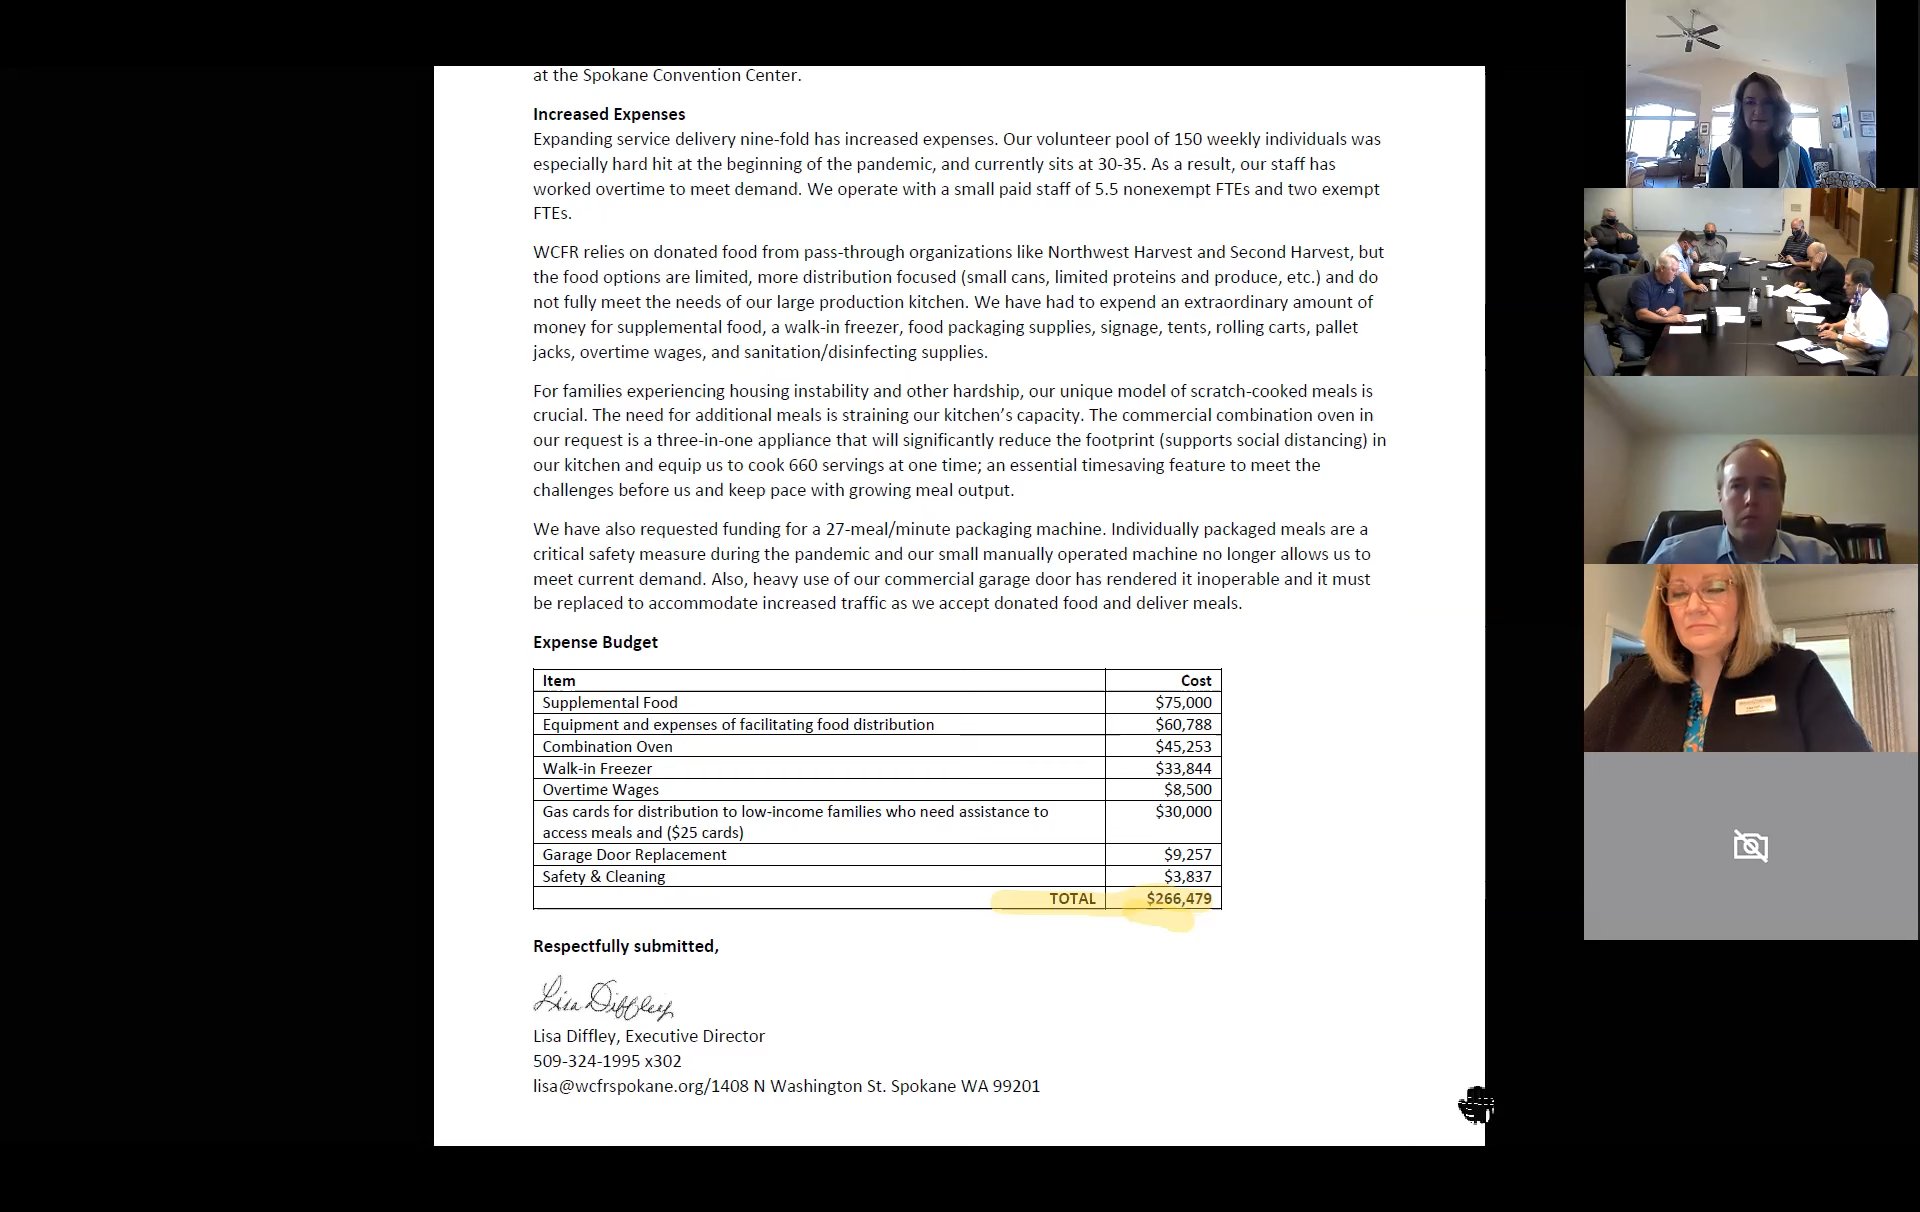 at the Spokane Convention Center.
Increased Expenses
Expanding service delivery nine-fold has increased expenses. Our volunteer pool of 150 weekly individuals was
especially hard hit at the beginning of the pandemic, and currently sits at 30-35. As a result, our staff has
worked overtime to meet demand. We operate with a small paid staff of 5.5 nonexempt FTEs and two exempt
FTEs.
WCFR relies on donated food from pass-through organizations like Northwest Harvest and Second Harvest, but
the food options are limited, more distribution focused (small cans, limited proteins and produce, etc.) and do
not fully meet the needs of our large production kitchen. We have had to expend an extraordinary amount of
money for supplemental food, a walk-in freezer, food packaging supplies, signage, tents, rolling carts, pallet
jacks, overtime wages, and sanitation/disinfecting supplies.
For families experiencing housing instability and other hardship, our unique model of scratch-cooked meals is
crucial. The need for additional meals is straining our kitchen’s capacity. The commercial combination oven in
our request is a three-in-one appliance that will significantly reduce the footprint (supports social distancing) in
our kitchen and equip us to cook 660 servings at one time; an essential timesaving feature to meet the
challenges before us and keep pace with growing meal output.
We have also requested funding for a 27-meal/minute packaging machine. Individually packaged meals are a
critical safety measure during the pandemic and our small manually operated machine no longer allows us to
meet current demand. Also, heavy use of our commercial garage door has rendered it inoperable and it must
be replaced to accommodate increased traffic as we accept donated food and deliver meals.
Expense Budget
Item Cost
Supplemental Food $75,000
Equipment and expenses of facilitating food distribution $60,788
Combination Oven $45,253
Walk-in Freezer $33,844
Overtime Wages $8,500
Gas cards for distribution to low-income families who need assistance to $30,000
access meals and ($25 cards)
Garage Door Replacement $9,257
Safety & Cleaning $3,837
TOTAL $266,479
Respectfully submitted,
Lisa Diffley
Lisa Diffley, Executive Director
509-324-1995 x302
lisa@wcfrspokane.org/1408 N Washington St. Spokane WA 99201